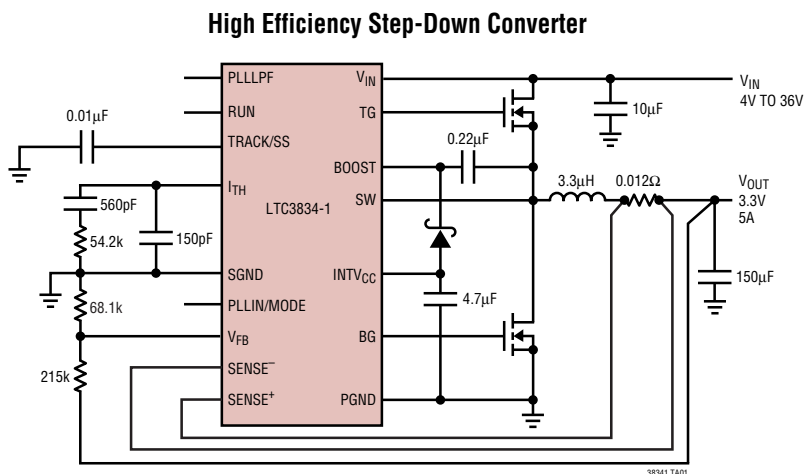 High Efficiency Step-Down Converter
PLLLPF
RUN
TRACK/SS
I_TH
SGND
PLLIN/MODE
V_FB
SENSE⁻
SENSE⁺
LTC3834-1
V_IN
TG
BOOST
SW
INTV_CC
BG
PGND
0.01µF
560pF
54.2k
150pF
68.1k
215k
0.22µF
4.7µF
10µF
3.3µH
0.012Ω
150µF
V_IN
4V TO 36V
V_OUT
3.3V
5A
38341 TA01